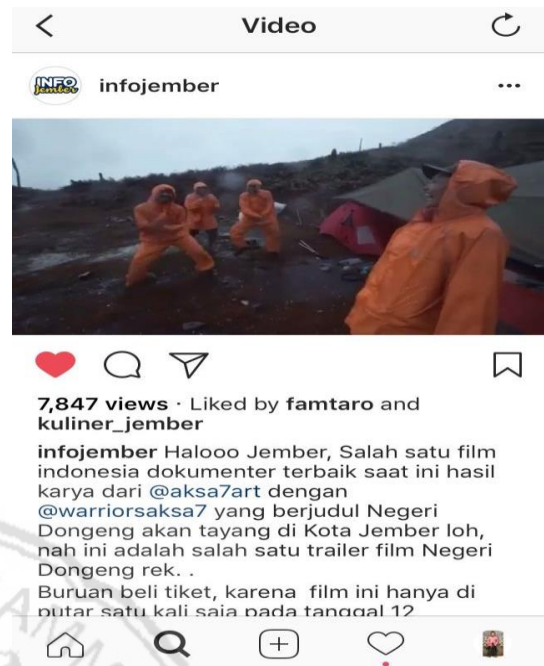 Video
INFO
Jember
infojember
7,847 views · Liked by famtaro and
kuliner_jember
infojember Halooo Jember, Salah satu film
indonesia dokumenter terbaik saat ini hasil
karya dari @aksa7art dengan
@warriorsaksa7 yang berjudul Negeri
Dongeng akan tayang di Kota Jember loh,
nah ini adalah salah satu trailer film Negeri
Dongeng rek. .
Buruan beli tiket, karena film ini hanya di
putar satu kali saja pada tanggal 12